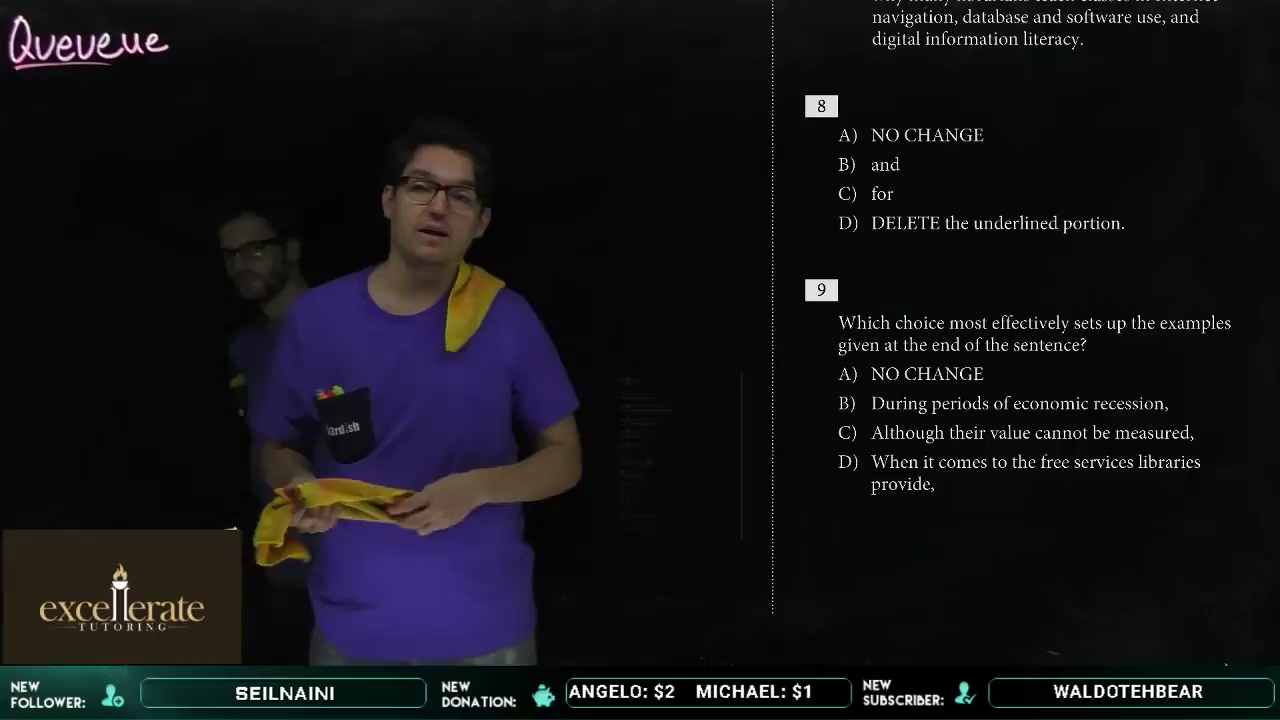 Queueue
navigation, database and software use, and
digital information literacy.
8
A) NO CHANGE
B) and
C) for
D) DELETE the underlined portion.
9
Which choice most effectively sets up the examples
given at the end of the sentence?
A) NO CHANGE
B) During periods of economic recession,
C) Although their value cannot be measured,
D) When it comes to the free services libraries
provide,
excellerate
TUTORING
NEW
FOLLOWER:
SEILNAINI
NEW
DONATION:
ANGELO: $2 MICHAEL: $1
NEW
SUBSCRIBER:
WALDOTEHBEAR